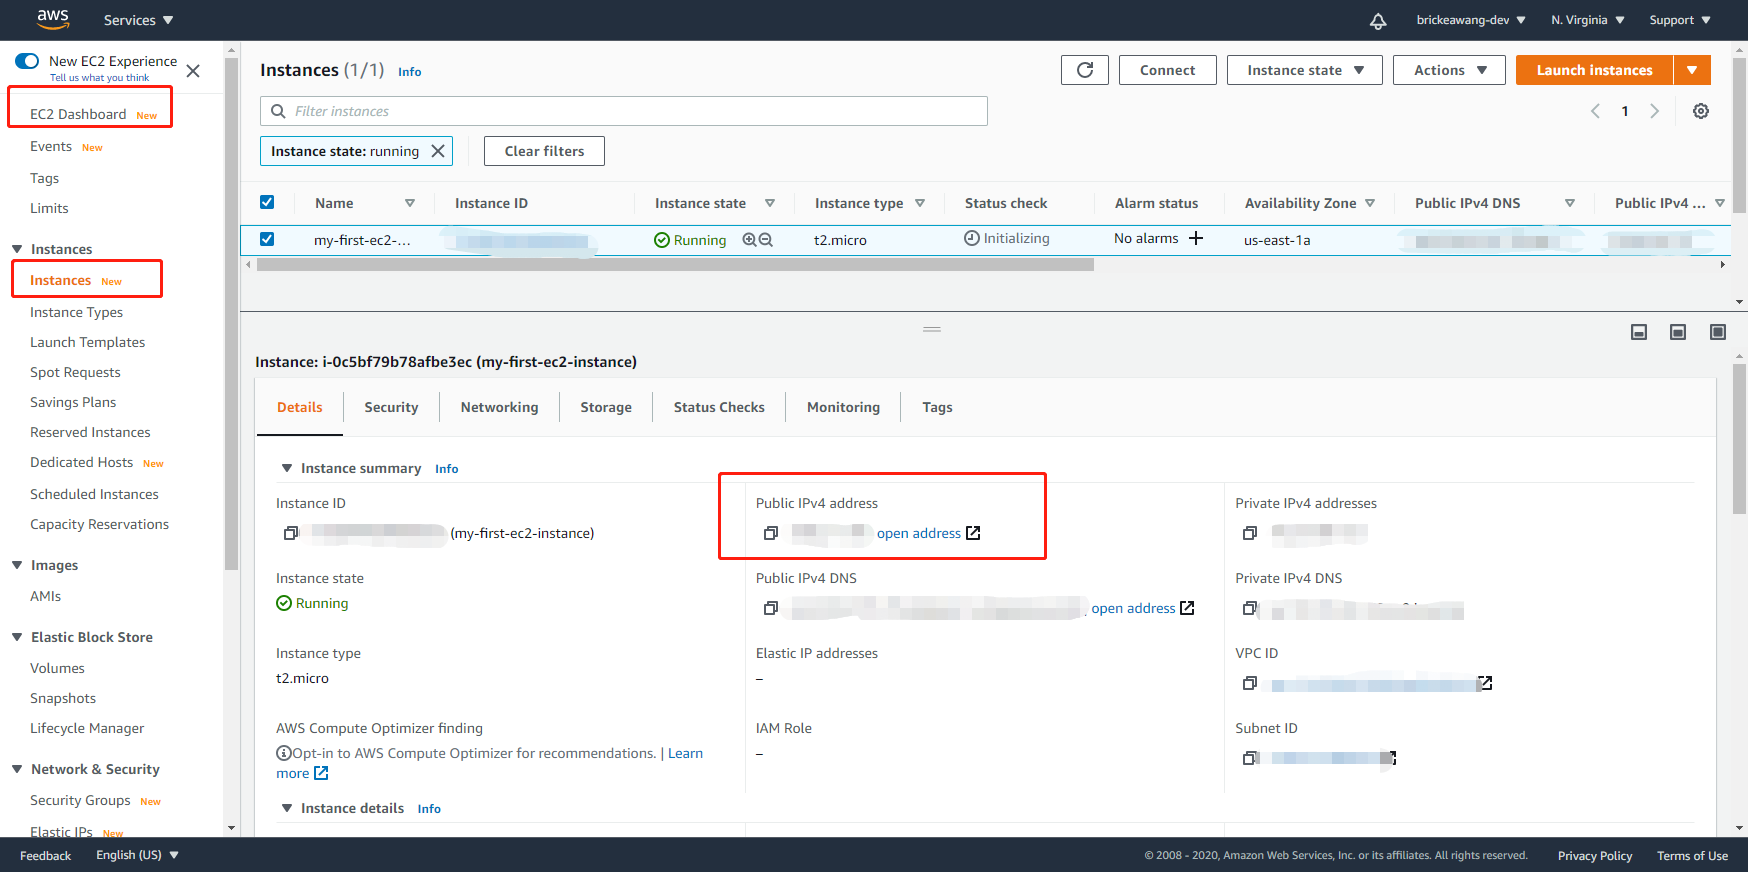 aws
Services
brickeawang-dev
N. Virginia
Support
New EC2 Experience
Tell us what you think
EC2 Dashboard New
Events New
Tags
Limits
Instances
Instances New
Instance Types
Launch Templates
Spot Requests
Savings Plans
Reserved Instances
Dedicated Hosts New
Scheduled Instances
Capacity Reservations
Images
AMIs
Elastic Block Store
Volumes
Snapshots
Lifecycle Manager
Network & Security
Security Groups New
Elastic IPs New
Instances (1/1) Info
Connect
Instance state
Actions
Launch instances
Filter instances
1
Instance state: running
Clear filters
Name
Instance ID
Instance state
Instance type
Status check
Alarm status
Availability Zone
Public IPv4 DNS
Public IPv4 ...
my-first-ec2-...
Running
t2.micro
Initializing
No alarms
us-east-1a
Instance: i-0c5bf79b78afbe3ec (my-first-ec2-instance)
Details
Security
Networking
Storage
Status Checks
Monitoring
Tags
Instance summary Info
Instance ID
(my-first-ec2-instance)
Public IPv4 address
open address
Private IPv4 addresses
Instance state
Running
Public IPv4 DNS
open address
Private IPv4 DNS
Instance type
t2.micro
Elastic IP addresses
–
VPC ID
AWS Compute Optimizer finding
Opt-in to AWS Compute Optimizer for recommendations. | Learn
more
IAM Role
–
Subnet ID
Instance details Info
Feedback
English (US)
© 2008 - 2020, Amazon Web Services, Inc. or its affiliates. All rights reserved.
Privacy Policy
Terms of Use